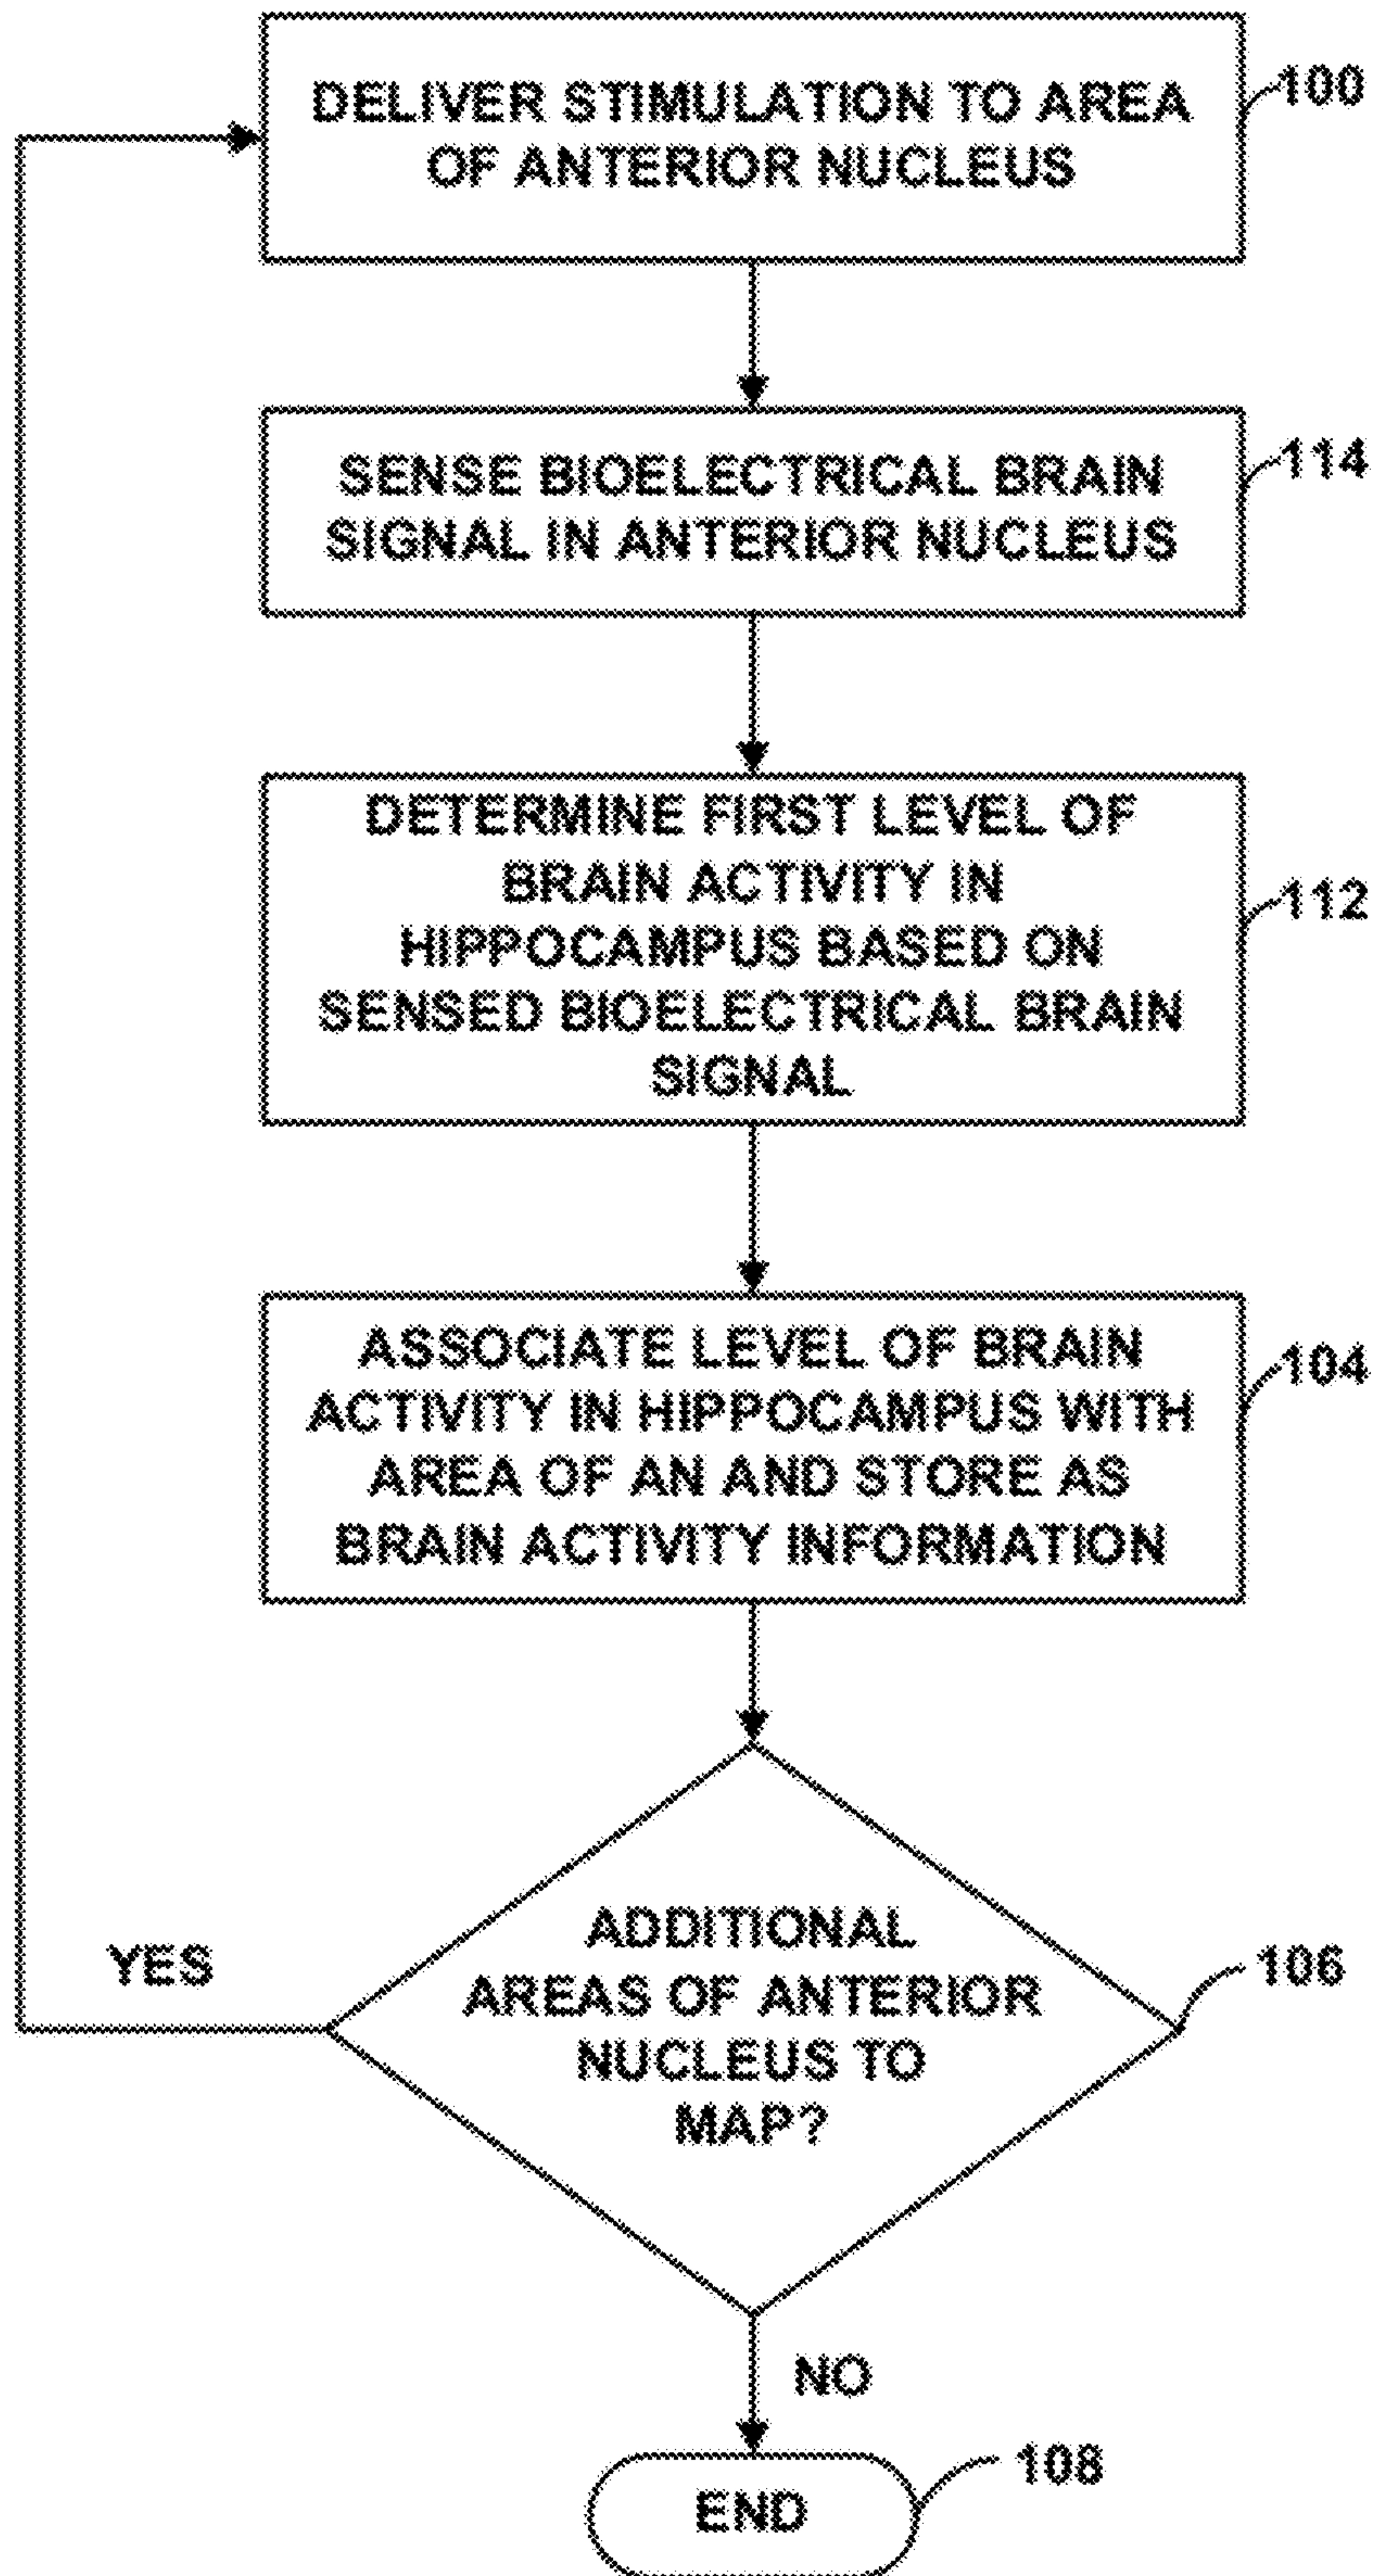 DELIVER STIMULATION TO AREA
OF ANTERIOR NUCLEUS
100
SENSE BIOELECTRICAL BRAIN
SIGNAL IN ANTERIOR NUCLEUS
114
DETERMINE FIRST LEVEL OF
BRAIN ACTIVITY IN
HIPPOCAMPUS BASED ON
SENSED BIOELECTRICAL BRAIN
SIGNAL
112
ASSOCIATE LEVEL OF BRAIN
ACTIVITY IN HIPPOCAMPUS WITH
AREA OF AN AND STORE AS
BRAIN ACTIVITY INFORMATION
104
ADDITIONAL
AREAS OF ANTERIOR
NUCLEUS TO
MAP?
106
YES
NO
END
108